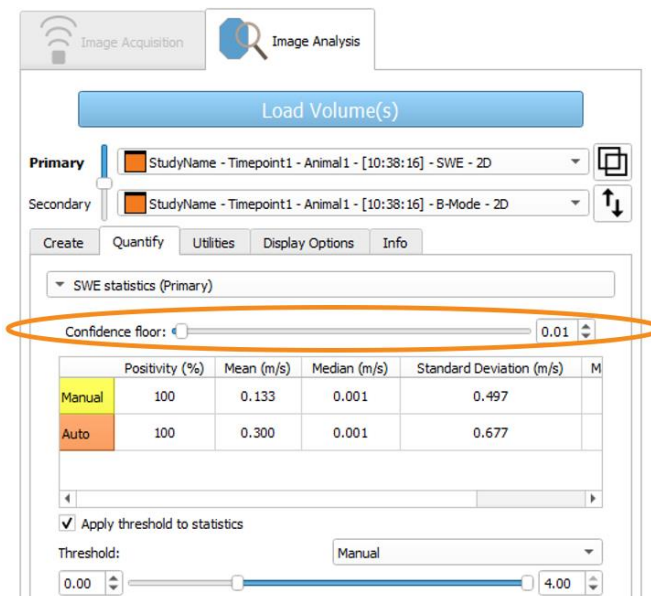 Image Acquisition
Image Analysis
Load Volume(s)
Primary
StudyName - Timepoint1 - Animal1 - [10:38:16] - SWE - 2D
Secondary
StudyName - Timepoint1 - Animal1 - [10:38:16] - B-Mode - 2D
Create Quantify Utilities Display Options Info
SWE statistics (Primary)
Confidence floor: 0.01
Positivity (%) Mean (m/s) Median (m/s) Standard Deviation (m/s) M
Manual 100 0.133 0.001 0.497
Auto 100 0.300 0.001 0.677
Apply threshold to statistics
Threshold: Manual
0.00 4.00